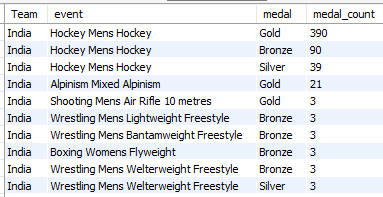 Team event medal medal_count
India Hockey Mens Hockey Gold 390
India Hockey Mens Hockey Bronze 90
India Hockey Mens Hockey Silver 39
India Alpinism Mixed Alpinism Gold 21
India Shooting Mens Air Rifle 10 metres Gold 3
India Wrestling Mens Lightweight Freestyle Bronze 3
India Wrestling Mens Bantamweight Freestyle Bronze 3
India Boxing Womens Flyweight Bronze 3
India Wrestling Mens Welterweight Freestyle Bronze 3
India Wrestling Mens Welterweight Freestyle Silver 3